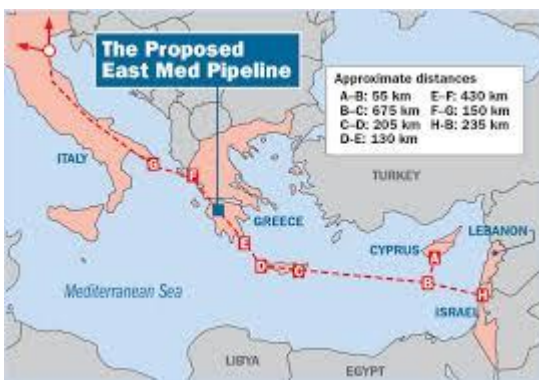 The Proposed
East Med Pipeline
Approximate distances
A–B: 55 km E–F: 430 km
B–C: 675 km F–G: 150 km
C–D: 205 km H-B: 235 km
D-E: 130 km
ITALY
G
F
TURKEY
GREECE
E
LEBANON
CYPRUS
A
D
C
B
H
Mediterranean Sea
ISRAEL
LIBYA
EGYPT